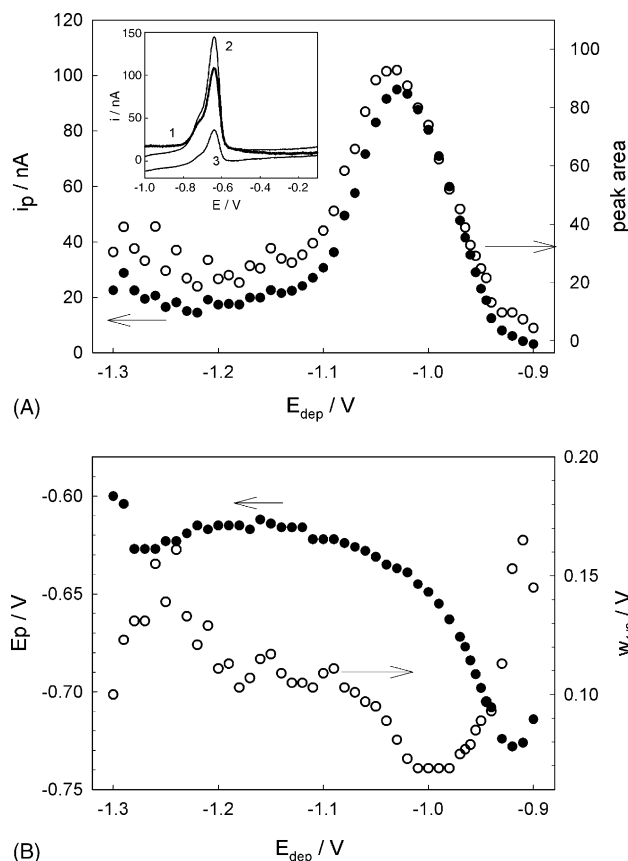 120
100
80
60
40
20
0
i_p / nA
150
100
50
0
i / nA
1
2
3
-1.0 -0.8 -0.6 -0.4 -0.2
E / V
100
80
60
40
20
0
peak area
-1.3 -1.2 -1.1 -1.0 -0.9
E_dep / V
(A)
-0.60
-0.65
-0.70
-0.75
Ep / V
0.20
0.15
0.10
w_1/2 / V
-1.3 -1.2 -1.1 -1.0 -0.9
E_dep / V
(B)